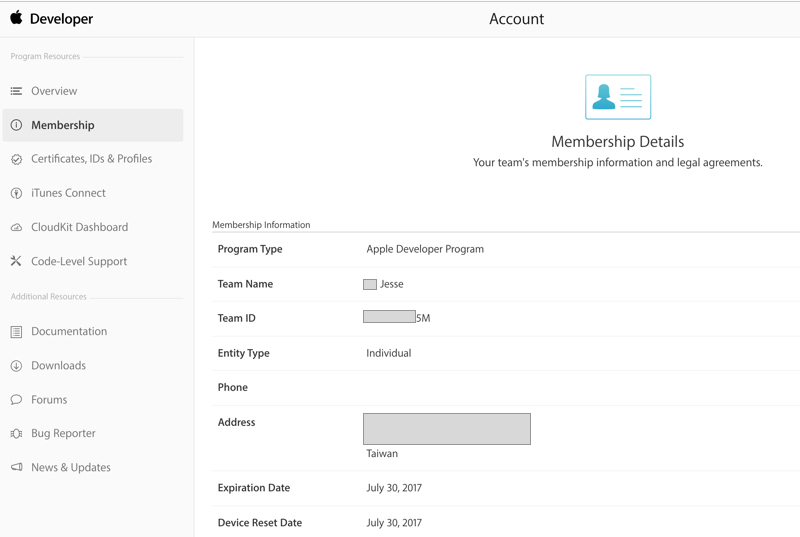 Developer
Account
Program Resources
Overview
Membership
Certificates, IDs & Profiles
iTunes Connect
CloudKit Dashboard
Code-Level Support
Additional Resources
Documentation
Downloads
Forums
Bug Reporter
News & Updates
Membership Details
Your team's membership information and legal agreements.
Membership Information
Program Type Apple Developer Program
Team Name Jesse
Team ID 5M
Entity Type Individual
Phone
Address
Taiwan
Expiration Date July 30, 2017
Device Reset Date July 30, 2017